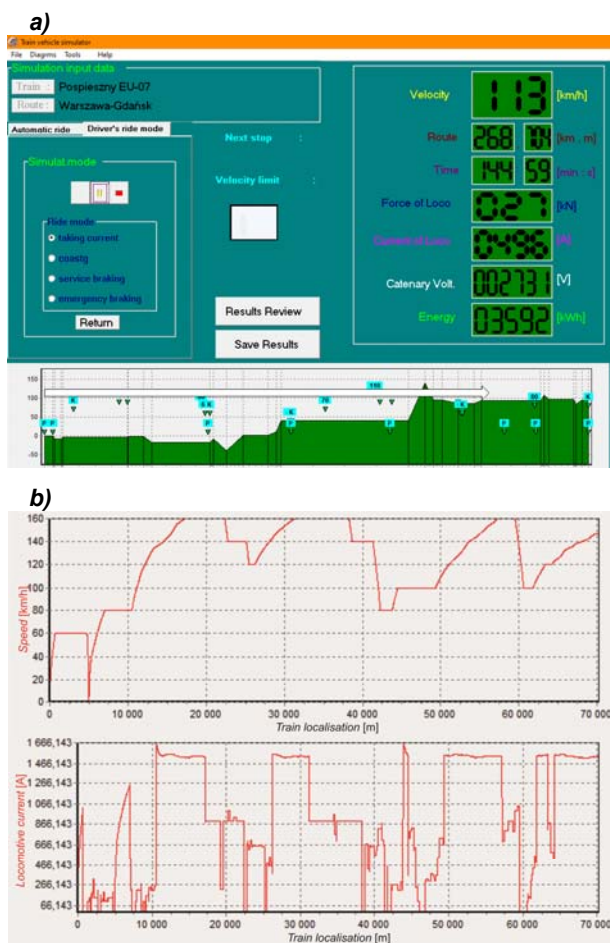 a)
Train vehicle simulator
File Diagrms Tools Help
Simulation input data
Train : Pospieszny EU-07
Route : Warszawa-Gdańsk
Automatic ride Driver's ride mode
Simulat.mode
Ride mode
taking current
coastg
service braking
emergency braking
Return
Next stop :
Velocity limit :
Results Review
Save Results
Velocity 113 [km/h]
Route 268 104 [km . m]
Time 144 59 [min : s]
Force of Loco 027 [kN]
Current of Loco 0496 [A]
Catenary Volt. 002731 [V]
Energy 03592 [kWh]
150
100
50
0
-50
P P K K P K 70 110 P K P 80 P K P
b)
Speed [km/h]
160
140
120
100
80
60
40
20
0
10 000 20 000 30 000 40 000 50 000 60 000 70 000
Train localisation [m]
Locomotive current [A]
1 666,143
1 466,143
1 266,143
1 066,143
866,143
666,143
466,143
266,143
66,143
0 10 000 20 000 30 000 40 000 50 000 60 000 70 000
Train localisation [m]